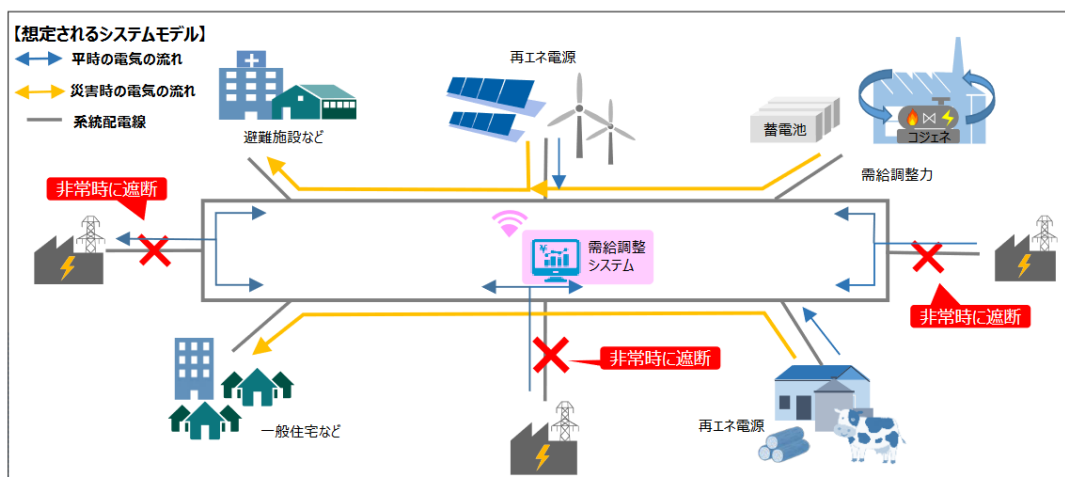 【想定されるシステムモデル】
平時の電気の流れ
災害時の電気の流れ
系統配電線
避難施設など
再エネ電源
蓄電池
コジェネ
需給調整力
非常時に遮断
¥
需給調整
システム
非常時に遮断
非常時に遮断
一般住宅など
再エネ電源